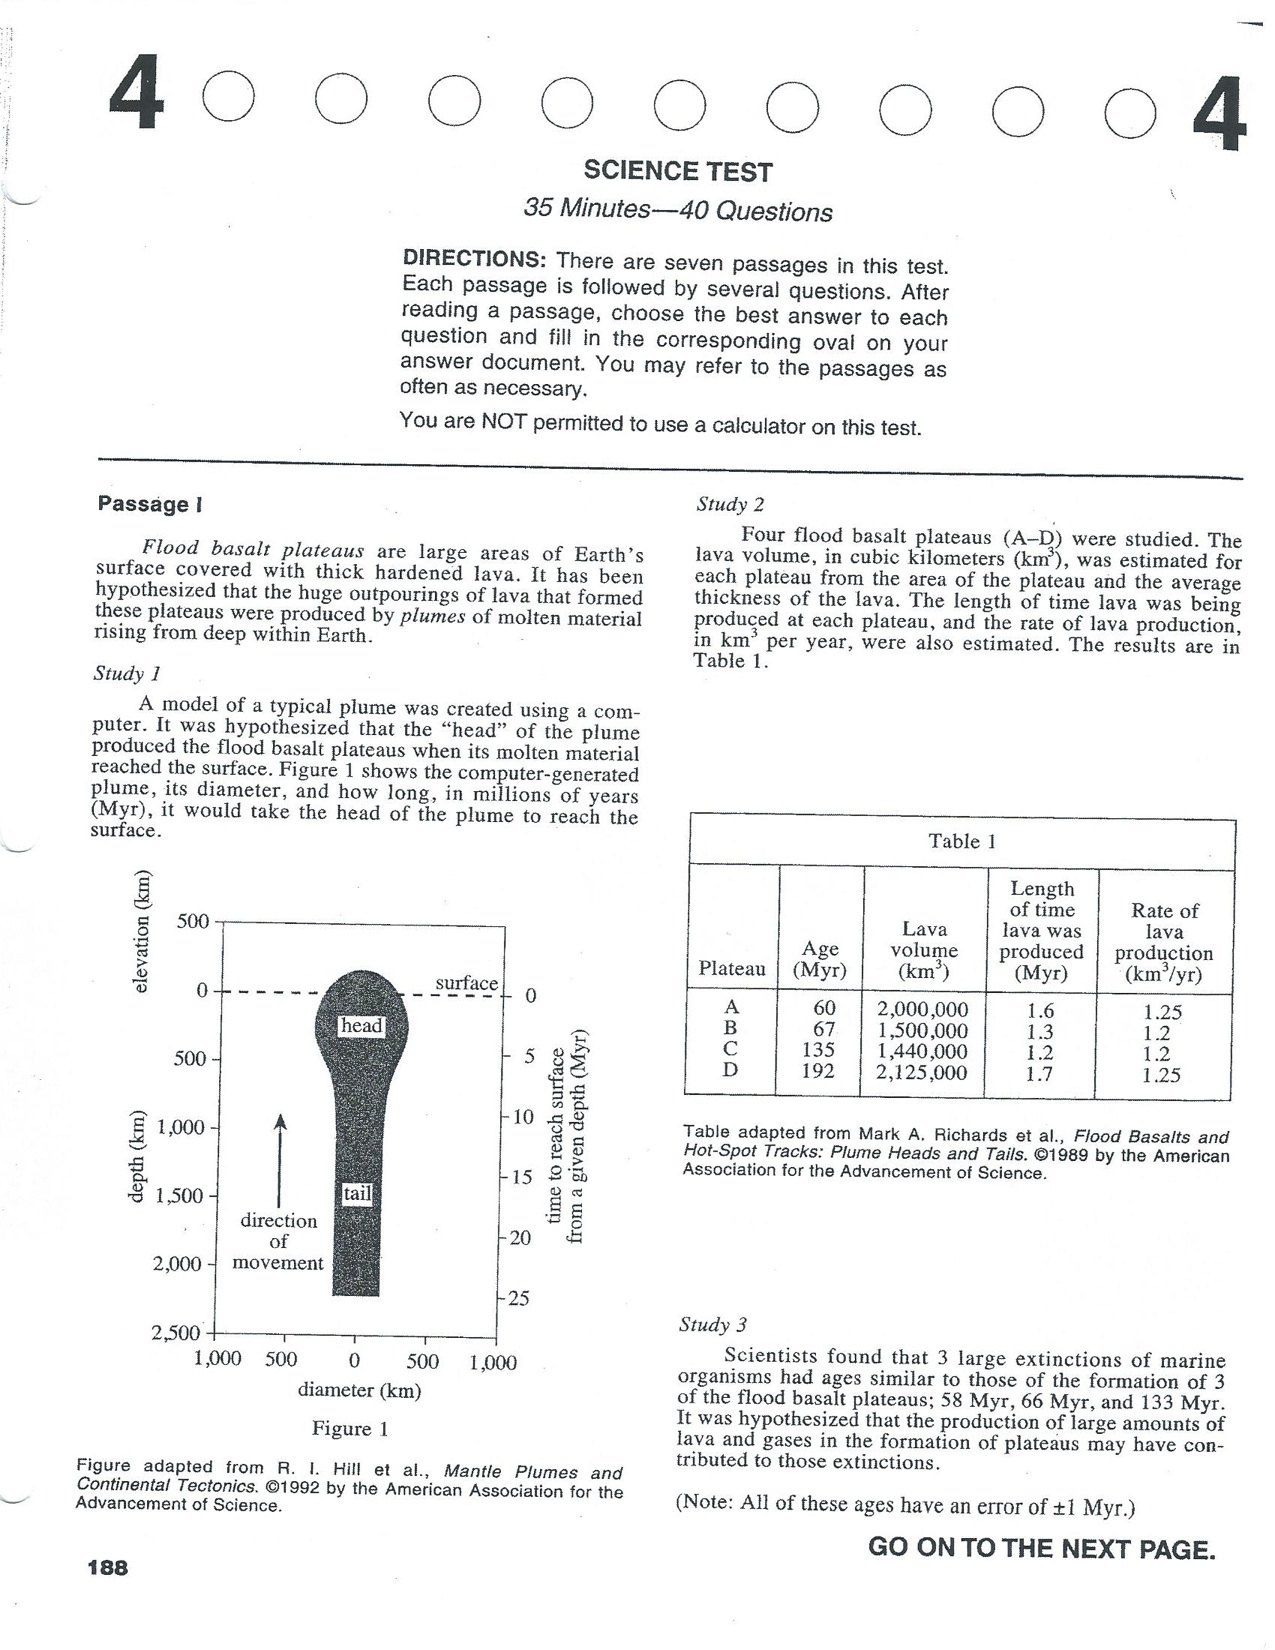 4 4
SCIENCE TEST
35 Minutes—40 Questions
DIRECTIONS: There are seven passages in this test.
Each passage is followed by several questions. After
reading a passage, choose the best answer to each
question and fill in the corresponding oval on your
answer document. You may refer to the passages as
often as necessary.
You are NOT permitted to use a calculator on this test.
Passage I
Flood basalt plateaus are large areas of Earth's
surface covered with thick hardened lava. It has been
hypothesized that the huge outpourings of lava that formed
these plateaus were produced by plumes of molten material
rising from deep within Earth.
Study 1
A model of a typical plume was created using a com-
puter. It was hypothesized that the "head" of the plume
produced the flood basalt plateaus when its molten material
reached the surface. Figure 1 shows the computer-generated
plume, its diameter, and how long, in millions of years
(Myr), it would take the head of the plume to reach the
surface.
elevation (km)
depth (km)
500
0
500
1,000
1,500
2,000
2,500
surface
head
tail
direction
of
movement
0
5
10
15
20
25
time to reach surface
from a given depth (Myr)
1,000 500 0 500 1,000
diameter (km)
Figure 1
Figure adapted from R. I. Hill et al., Mantle Plumes and
Continental Tectonics. ©1992 by the American Association for the
Advancement of Science.
Study 2
Four flood basalt plateaus (A–D) were studied. The
lava volume, in cubic kilometers (km³), was estimated for
each plateau from the area of the plateau and the average
thickness of the lava. The length of time lava was being
produced at each plateau, and the rate of lava production,
in km³ per year, were also estimated. The results are in
Table 1.
Table 1
Plateau
Age
(Myr)
Lava
volume
(km³)
Length
of time
lava was
produced
(Myr)
Rate of
lava
production
(km³/yr)
A 60 2,000,000 1.6 1.25
B 67 1,500,000 1.3 1.2
C 135 1,440,000 1.2 1.2
D 192 2,125,000 1.7 1.25
Table adapted from Mark A. Richards et al., Flood Basalts and
Hot-Spot Tracks: Plume Heads and Tails. ©1989 by the American
Association for the Advancement of Science.
Study 3
Scientists found that 3 large extinctions of marine
organisms had ages similar to those of the formation of 3
of the flood basalt plateaus; 58 Myr, 66 Myr, and 133 Myr.
It was hypothesized that the production of large amounts of
lava and gases in the formation of plateaus may have con-
tributed to those extinctions.
(Note: All of these ages have an error of ±1 Myr.)
GO ON TO THE NEXT PAGE.
188